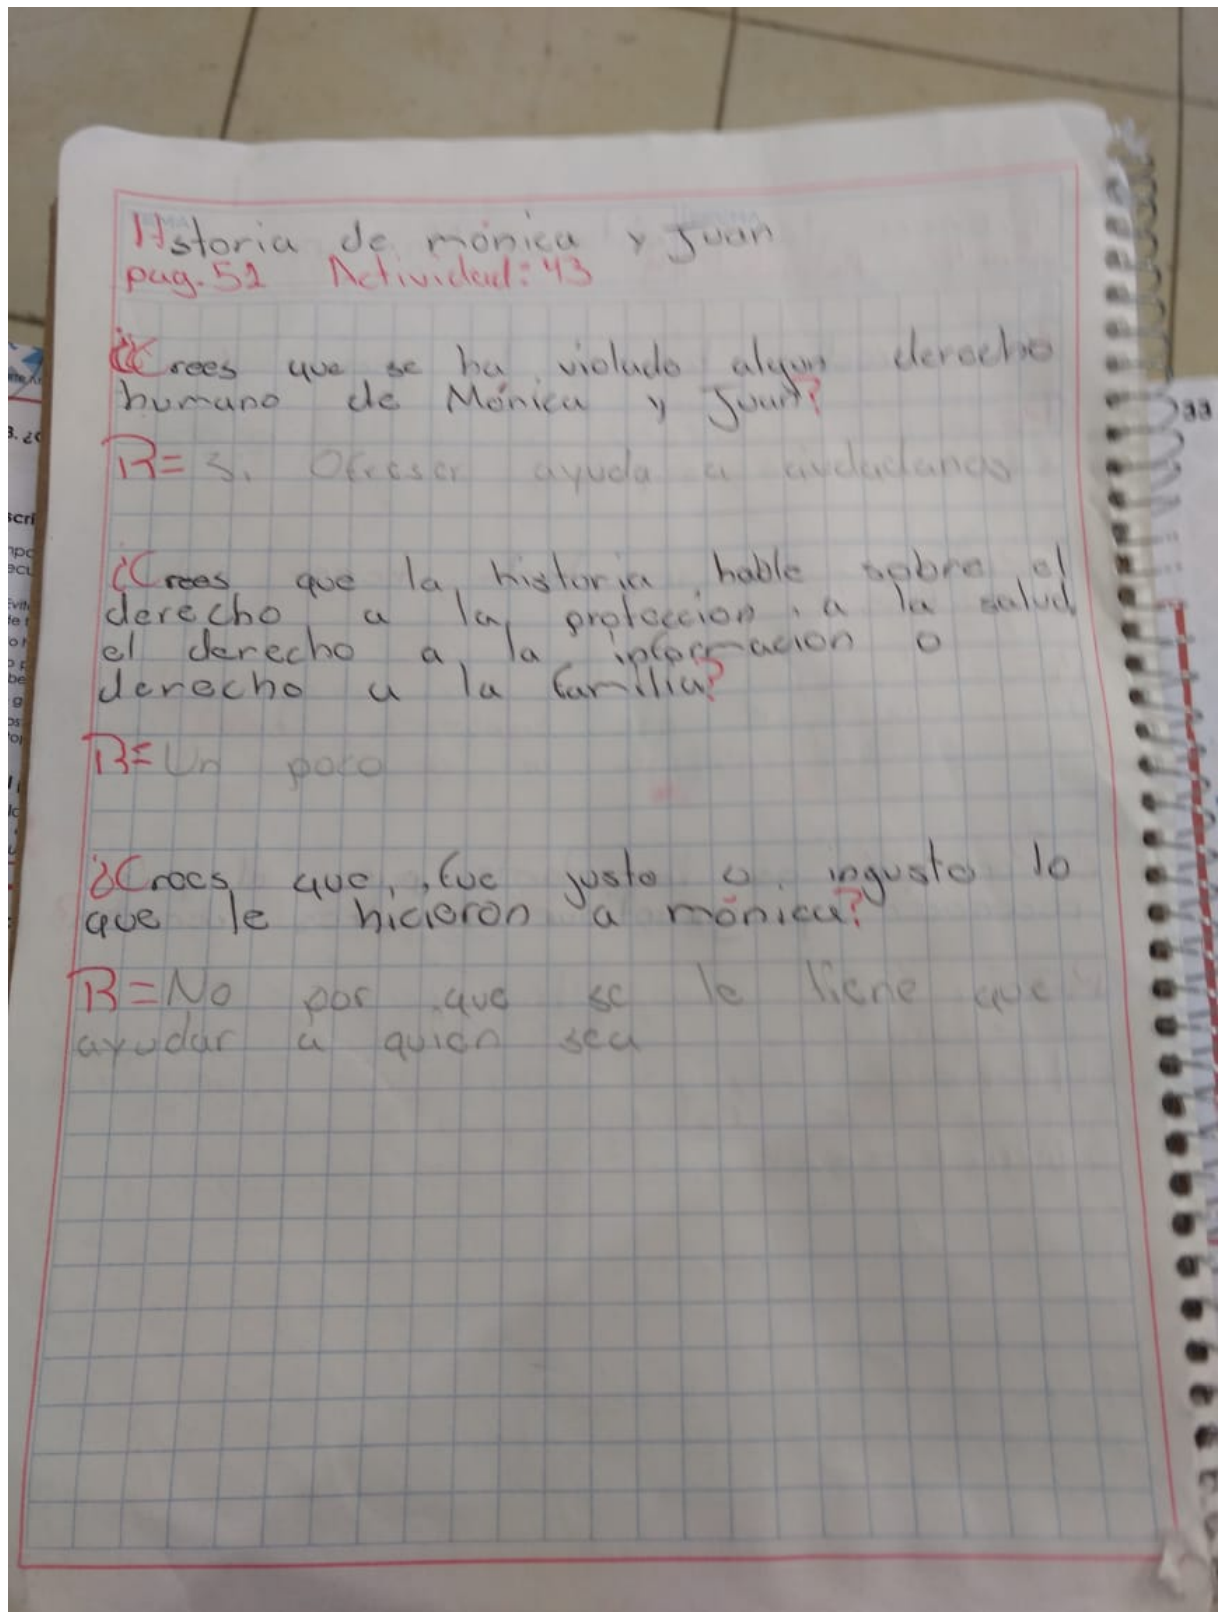 Historia de mónica y Juan
pag. 51 Actividad: 43
¿Crees que se ha violado algun derecho
humano de Mónica y Juan?
R= 3. Ofreser ayuda a ciudadanos
¿Crees que la historia hable sobre el
derecho a la protección a la salud
el derecho a la información o
derecho a la familia?
R= Un poco
¿Crees que fue justo o ingusto lo
que le hicieron a mónica?
R= No por que se le tiene que
ayudar a quien sea
33